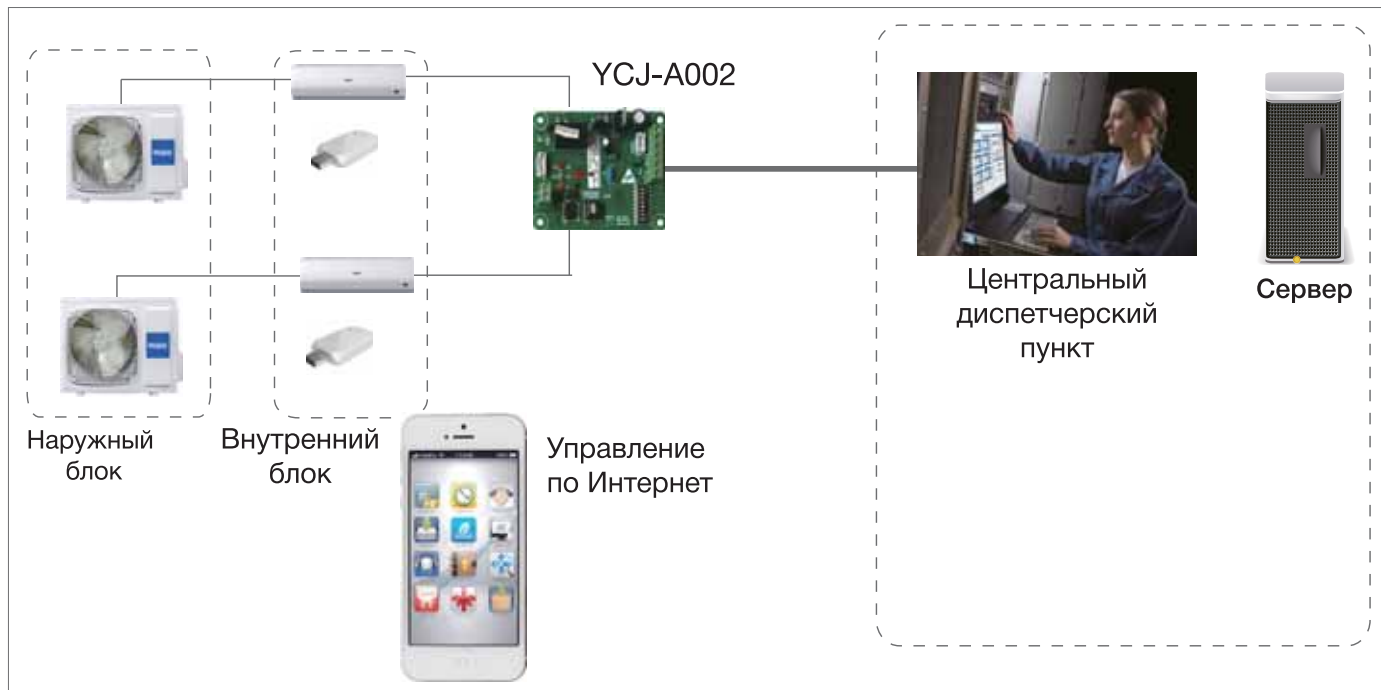 YCJ-A002
Центральный
диспетчерский
пункт
Сервер
Наружный
блок
Внутренний
блок
Управление
по Интернет